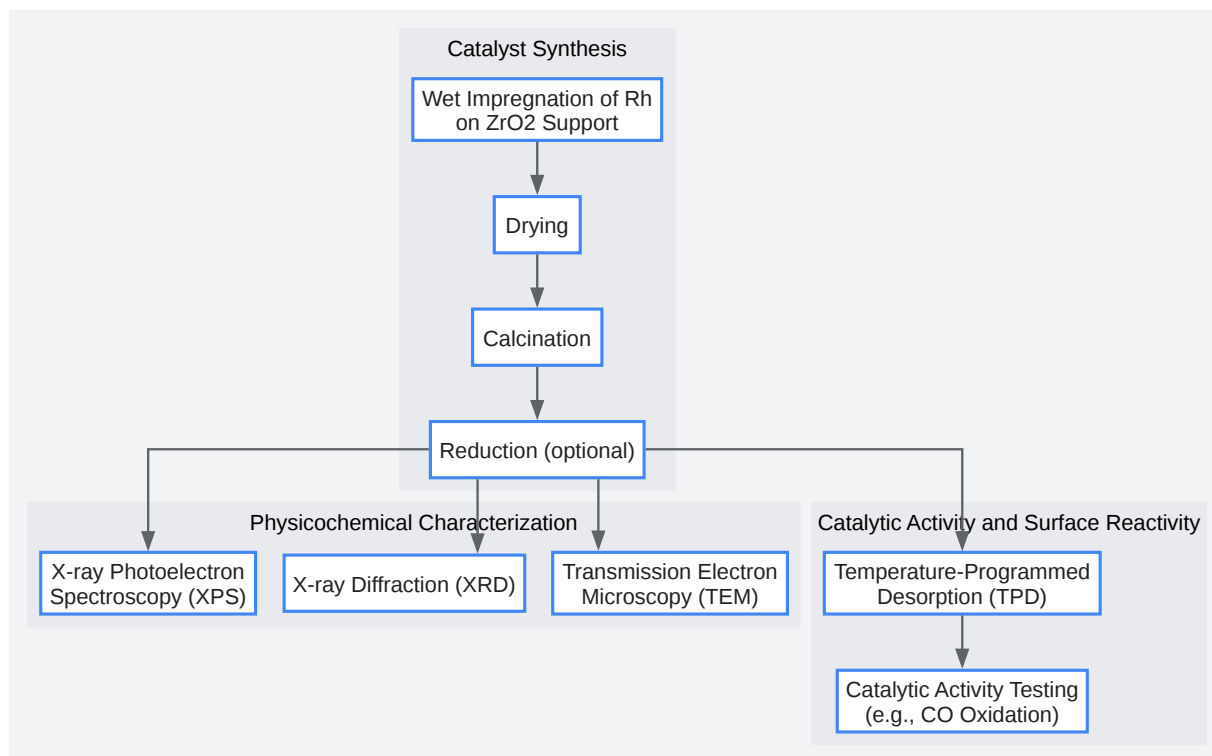 Catalyst Synthesis
Wet Impregnation of Rh
on ZrO2 Support
Drying
Calcination
Reduction (optional)
Physicochemical Characterization
X-ray Photoelectron
Spectroscopy (XPS)
X-ray Diffraction (XRD)
Transmission Electron
Microscopy (TEM)
Catalytic Activity and Surface Reactivity
Temperature-Programmed
Desorption (TPD)
Catalytic Activity Testing
(e.g., CO Oxidation)